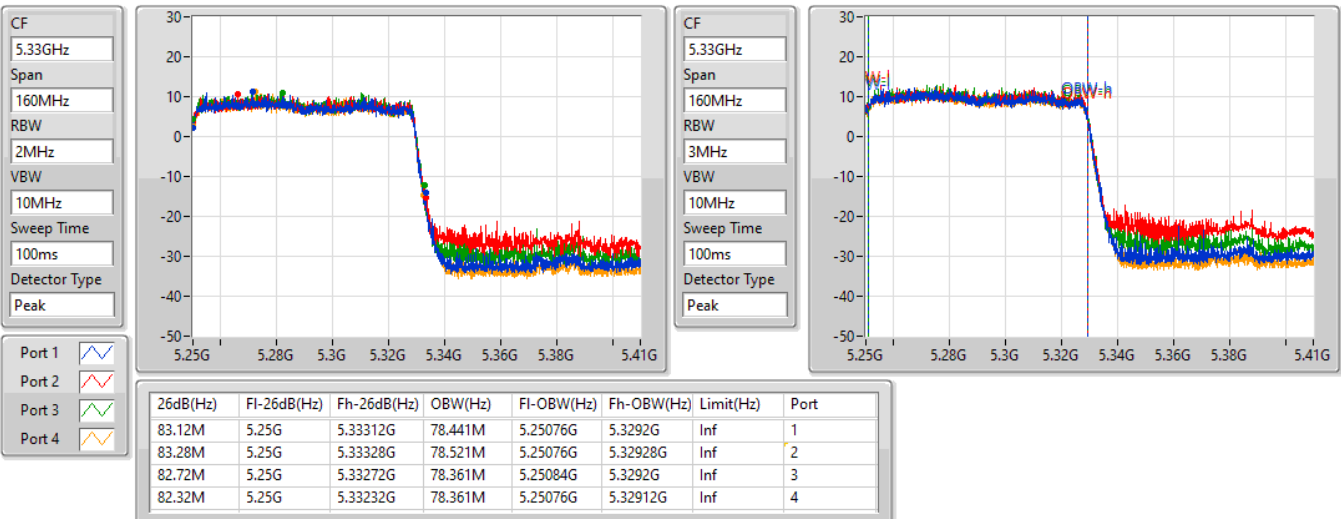 CF
5.33GHz
Span
160MHz
RBW
2MHz
VBW
10MHz
Sweep Time
100ms
Detector Type
Peak
Port 1
Port 2
Port 3
Port 4
30
20
10
0
-10
-20
-30
-40
-50
5.25G 5.28G 5.3G 5.32G 5.34G 5.36G 5.38G 5.41G
CF
5.33GHz
Span
160MHz
RBW
3MHz
VBW
10MHz
Sweep Time
100ms
Detector Type
Peak
30
20
10
0
-10
-20
-30
-40
-50
OBW-h
5.25G 5.28G 5.3G 5.32G 5.34G 5.36G 5.38G 5.41G
26dB(Hz) Fl-26dB(Hz) Fh-26dB(Hz) OBW(Hz) Fl-OBW(Hz) Fh-OBW(Hz) Limit(Hz) Port
83.12M 5.25G 5.33312G 78.441M 5.25076G 5.3292G Inf 1
83.28M 5.25G 5.33328G 78.521M 5.25076G 5.32928G Inf 2
82.72M 5.25G 5.33272G 78.361M 5.25084G 5.3292G Inf 3
82.32M 5.25G 5.33232G 78.361M 5.25076G 5.32912G Inf 4